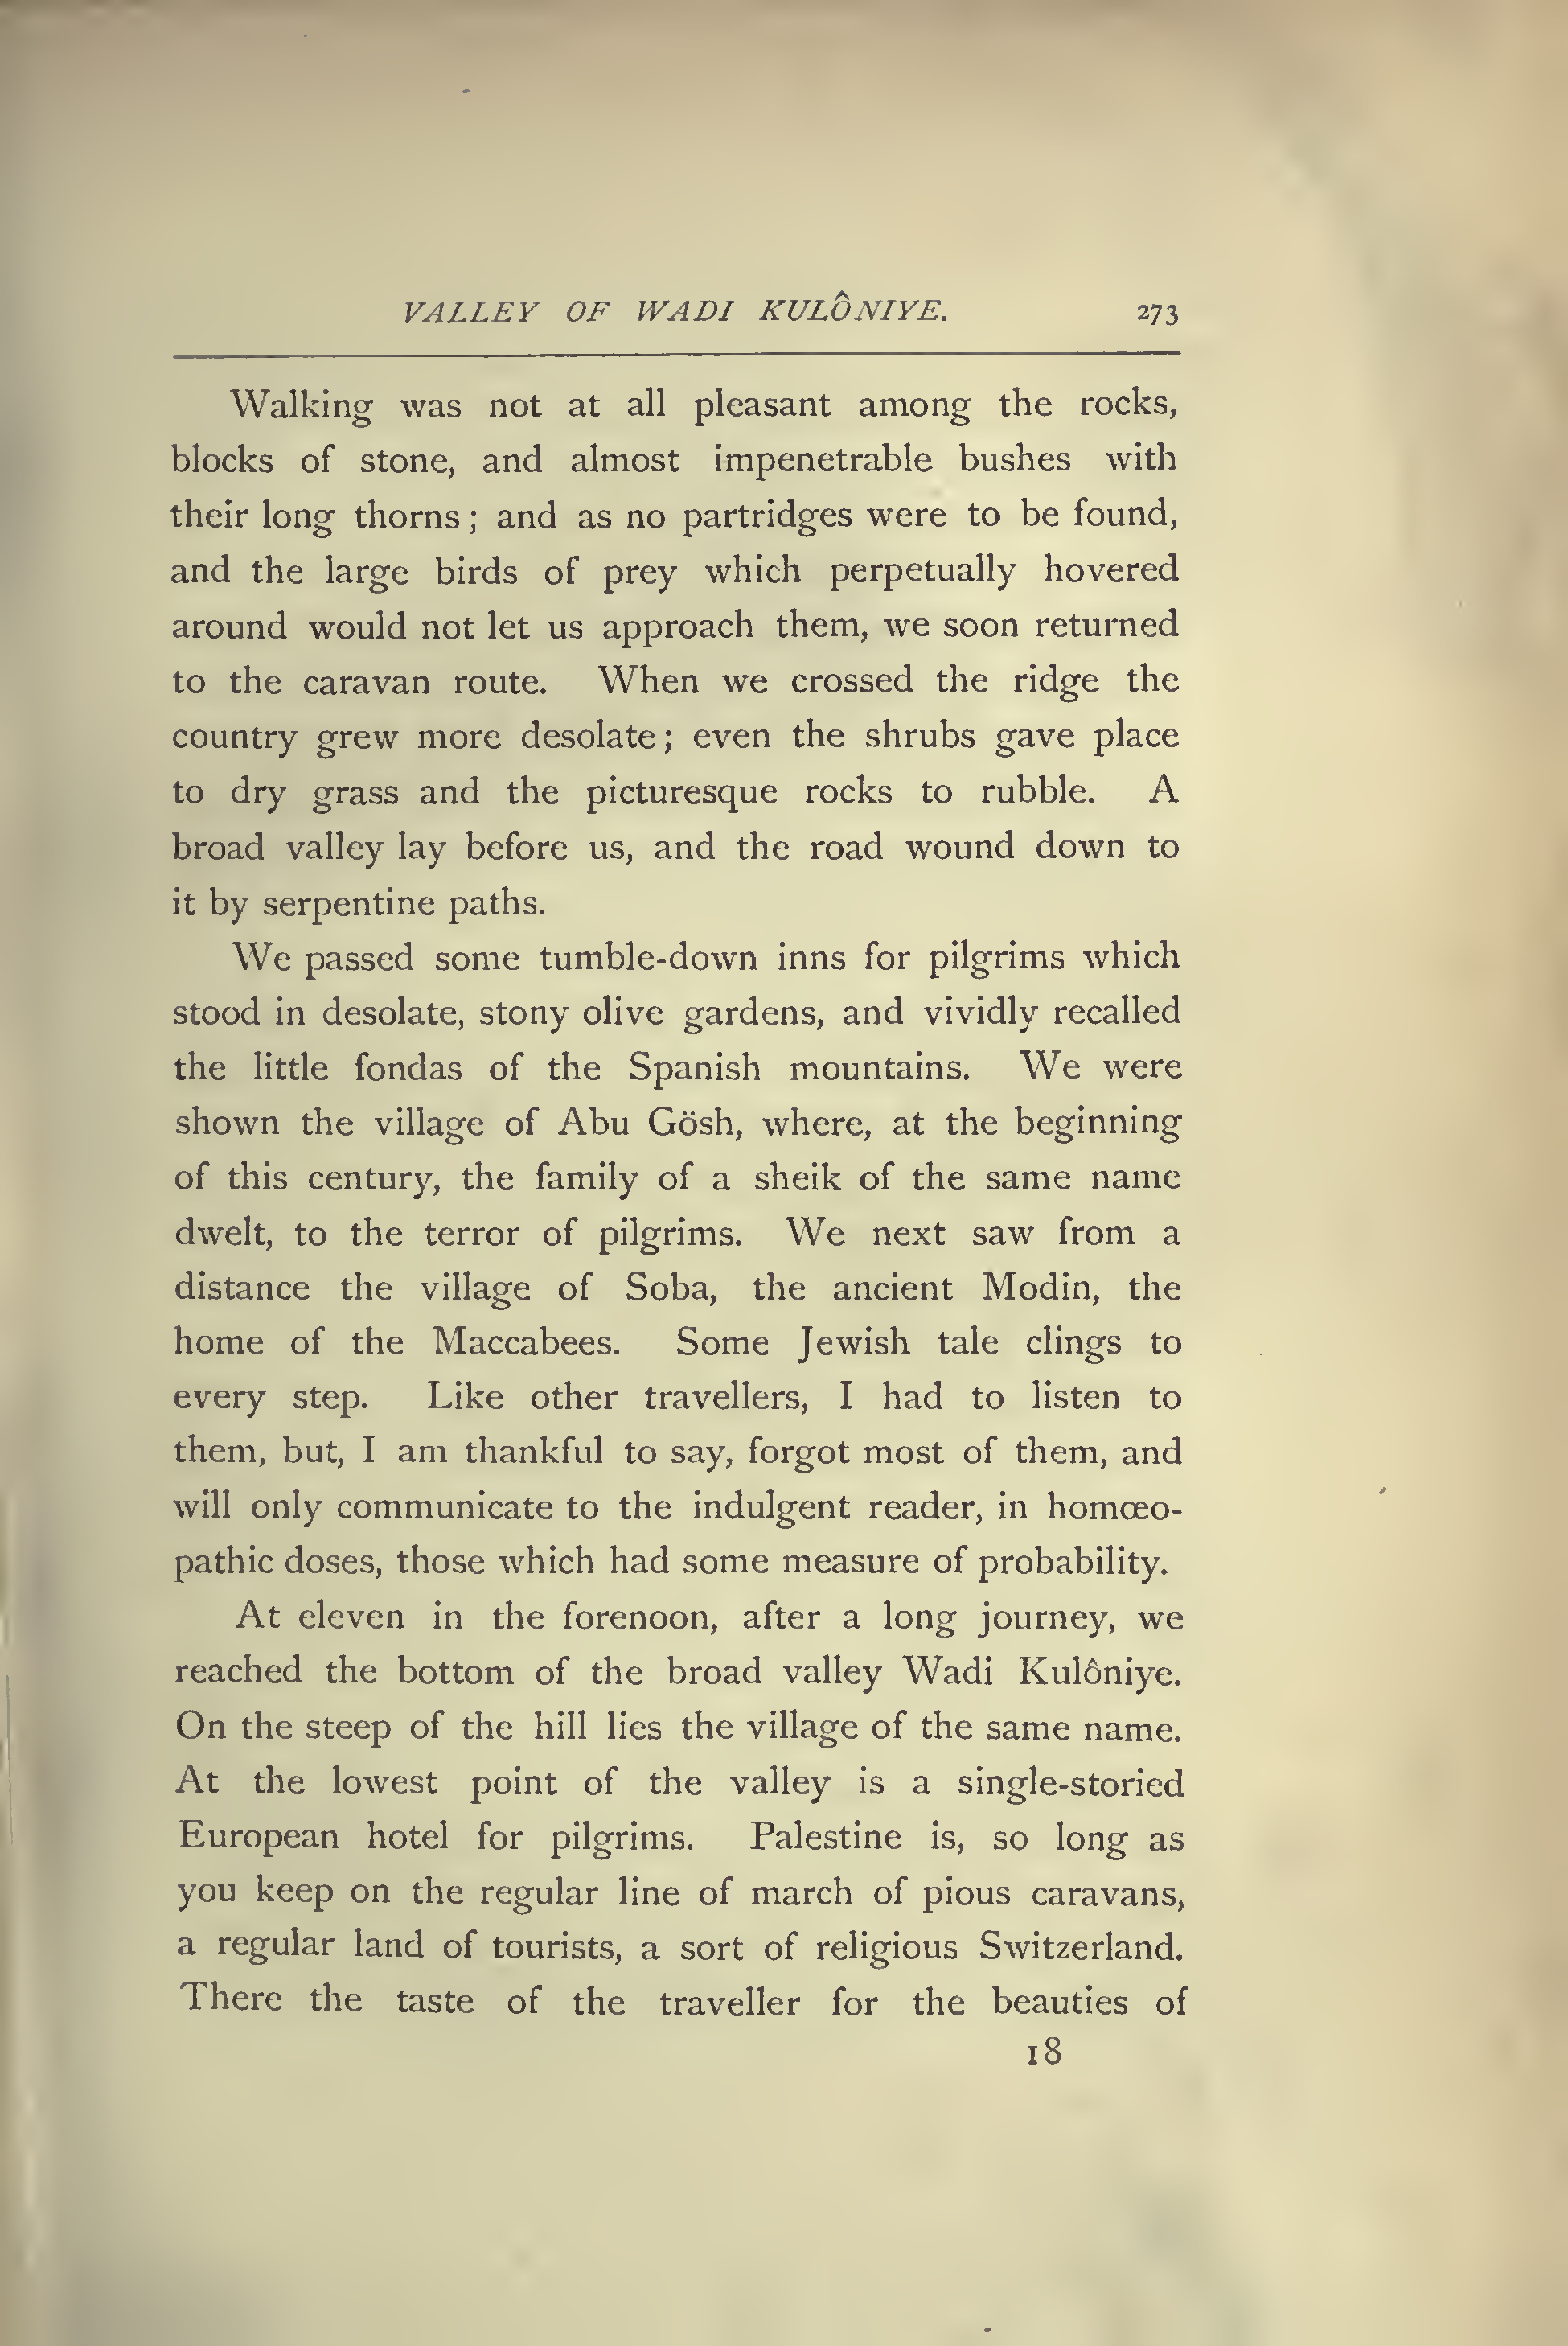 VALLEY OF WADI KULÔNIYE. 273
Walking was not at all pleasant among the rocks,
blocks of stone, and almost impenetrable bushes with
their long thorns; and as no partridges were to be found,
and the large birds of prey which perpetually hovered
around would not let us approach them, we soon returned
to the caravan route. When we crossed the ridge the
country grew more desolate; even the shrubs gave place
to dry grass and the picturesque rocks to rubble. A
broad valley lay before us, and the road wound down to
it by serpentine paths.
We passed some tumble-down inns for pilgrims which
stood in desolate, stony olive gardens, and vividly recalled
the little fondas of the Spanish mountains. We were
shown the village of Abu Gösh, where, at the beginning
of this century, the family of a sheik of the same name
dwelt, to the terror of pilgrims. We next saw from a
distance the village of Soba, the ancient Modin, the
home of the Maccabees. Some Jewish tale clings to
every step. Like other travellers, I had to listen to
them, but, I am thankful to say, forgot most of them, and
will only communicate to the indulgent reader, in homœo-
pathic doses, those which had some measure of probability.
At eleven in the forenoon, after a long journey, we
reached the bottom of the broad valley Wadi Kulôniye.
On the steep of the hill lies the village of the same name.
At the lowest point of the valley is a single-storied
European hotel for pilgrims. Palestine is, so long as
you keep on the regular line of march of pious caravans,
a regular land of tourists, a sort of religious Switzerland.
There the taste of the traveller for the beauties of
18